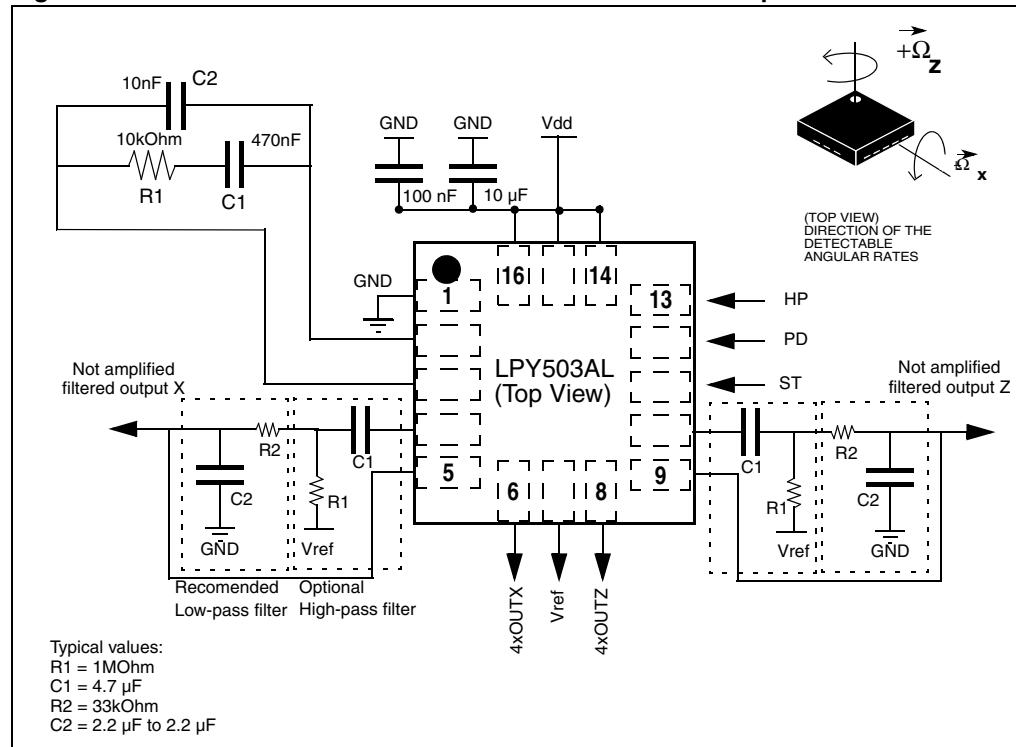 10nF
C2
10kOhm
470nF
R1
C1
GND
GND
Vdd
100 nF
10 µF
+Ω
Z
Ω
x
(TOP VIEW)
DIRECTION OF THE
DETECTABLE
ANGULAR RATES
GND
1
16
14
13
HP
PD
ST
LPY503AL
(Top View)
5
6
8
9
Not amplified
filtered output X
R2
C1
C2
R1
GND
Vref
Recomended
Low-pass filter
Optional
High-pass filter
Not amplified
filtered output Z
C1
R2
R1
C2
Vref
GND
4xOUTX
Vref
4xOUTZ
Typical values:
R1 = 1MOhm
C1 = 4.7 µF
R2 = 33kOhm
C2 = 2.2 µF to 2.2 µF